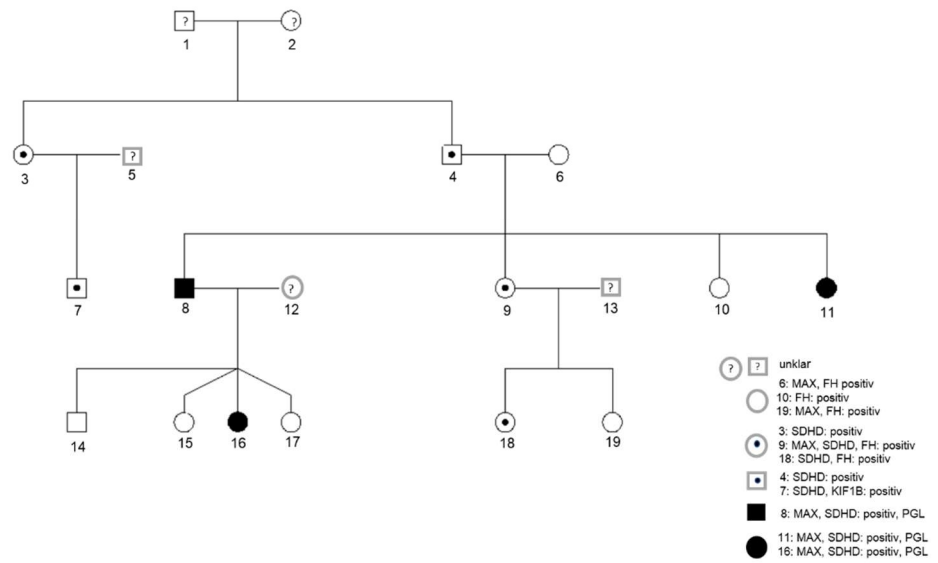 ? ?
1 2
? 
3 5 4 6
?
?
7 8 12 9 13 10 11
14 15 16 17 18 19
? ? unklar
6: MAX, FH positiv
10: FH: positiv
19: MAX, FH: positiv
3: SDHD: positiv
9: MAX, SDHD, FH: positiv
18: SDHD, FH: positiv
4: SDHD: positiv
7: SDHD, KIF1B: positiv
8: MAX, SDHD: positiv, PGL
11: MAX, SDHD: positiv, PGL
16: MAX, SDHD: positiv, PGL